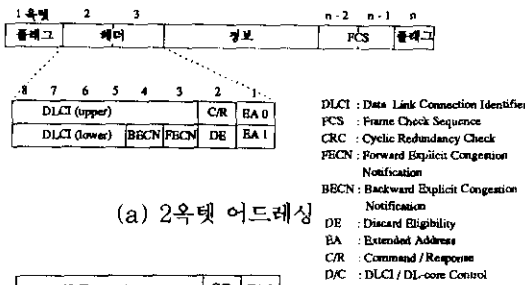 1 옥텟 2 3 n-2 n-1 n
플래그 헤더 정보 FCS 플래그
8 7 6 5 4 3 2 1
DLCI (upper) C/R EA 0
DLCI (lower) BECN FECN DE EA 1
(a) 2옥텟 어드레싱
DLCI : Data Link Connection Identifier
FCS : Frame Check Sequence
CRC : Cyclic Redundancy Check
FECN : Forward Explicit Congestion
Notification
BECN : Backward Explicit Congestion
Notification
DE : Discard Eligibility
EA : Extended Address
C/R : Command / Response
D/C : DLCI / DL-core Control